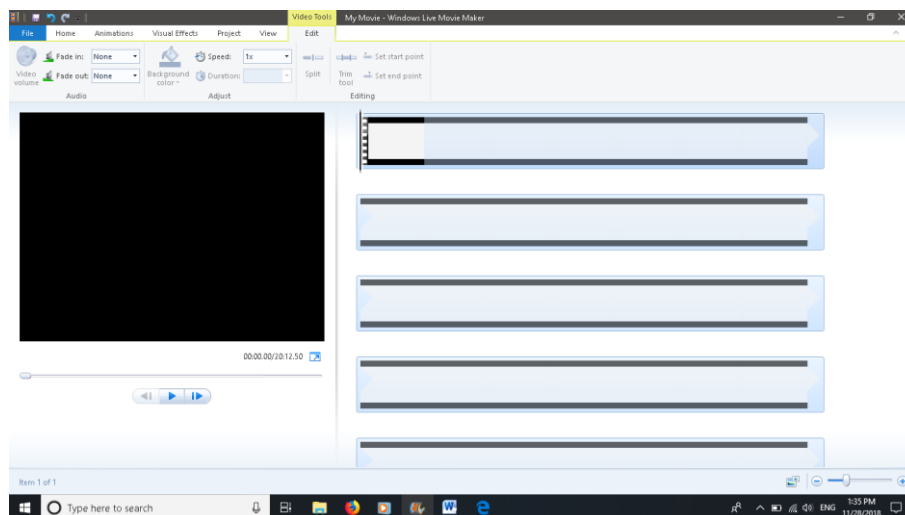 Video Tools My Movie - Windows Live Movie Maker
File Home Animations Visual Effects Project View Edit
Fade in: None Speed: 1x Set start point
Video volume Fade out: None Background color Duration: Split Trim tool Set end point
Audio Adjust Editing
00:00.00/20:12.50
Item 1 of 1
Type here to search ENG 1:35 PM
11/28/2018